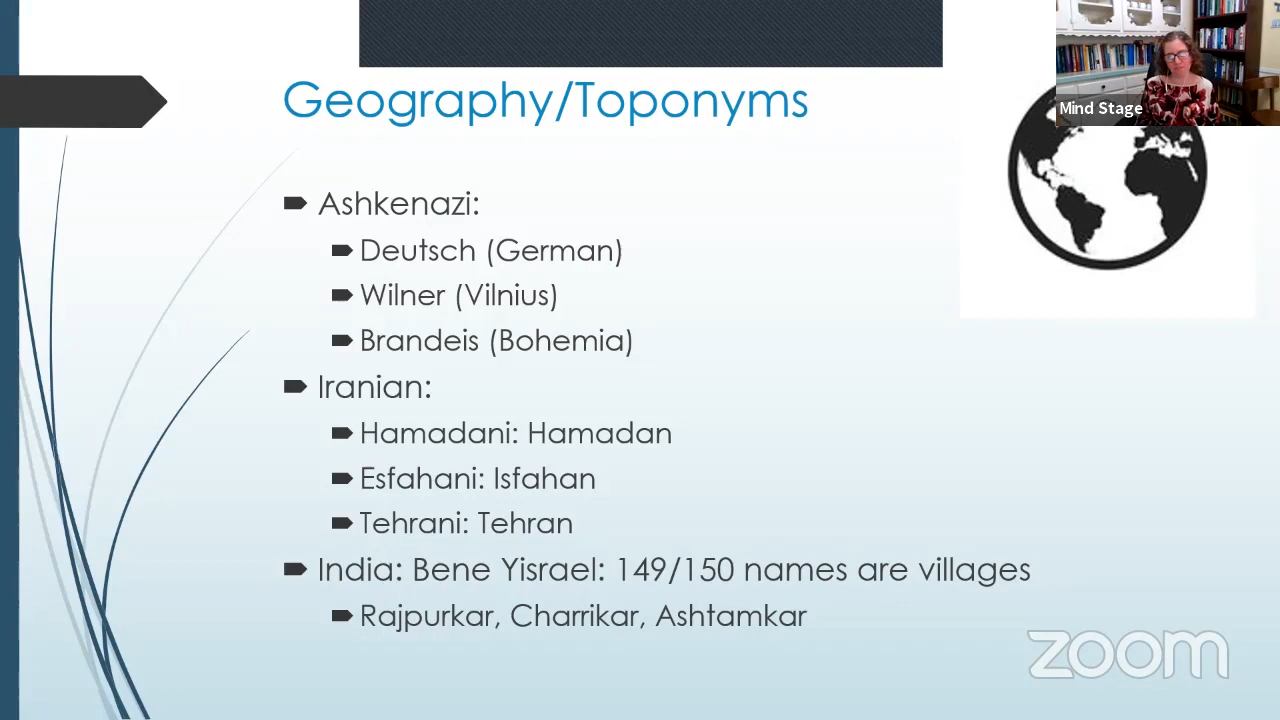 Geography/Toponyms
Mind Stage
Ashkenazi:
Deutsch (German)
Wilner (Vilnius)
Brandeis (Bohemia)
Iranian:
Hamadani: Hamadan
Esfahani: Isfahan
Tehrani: Tehran
India: Bene Yisrael: 149/150 names are villages
Rajpurkar, Charrikar, Ashtamkar
zoom